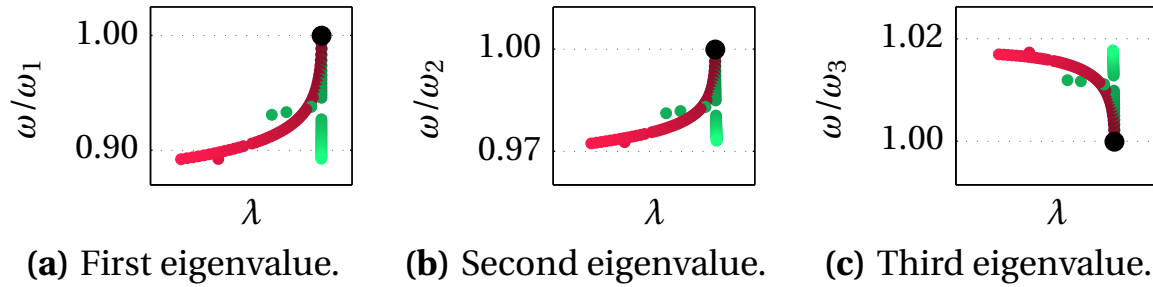 1.00
0.90
ω/ω1
λ
(a) First eigenvalue.
1.00
0.97
ω/ω2
λ
(b) Second eigenvalue.
1.02
1.00
ω/ω3
λ
(c) Third eigenvalue.